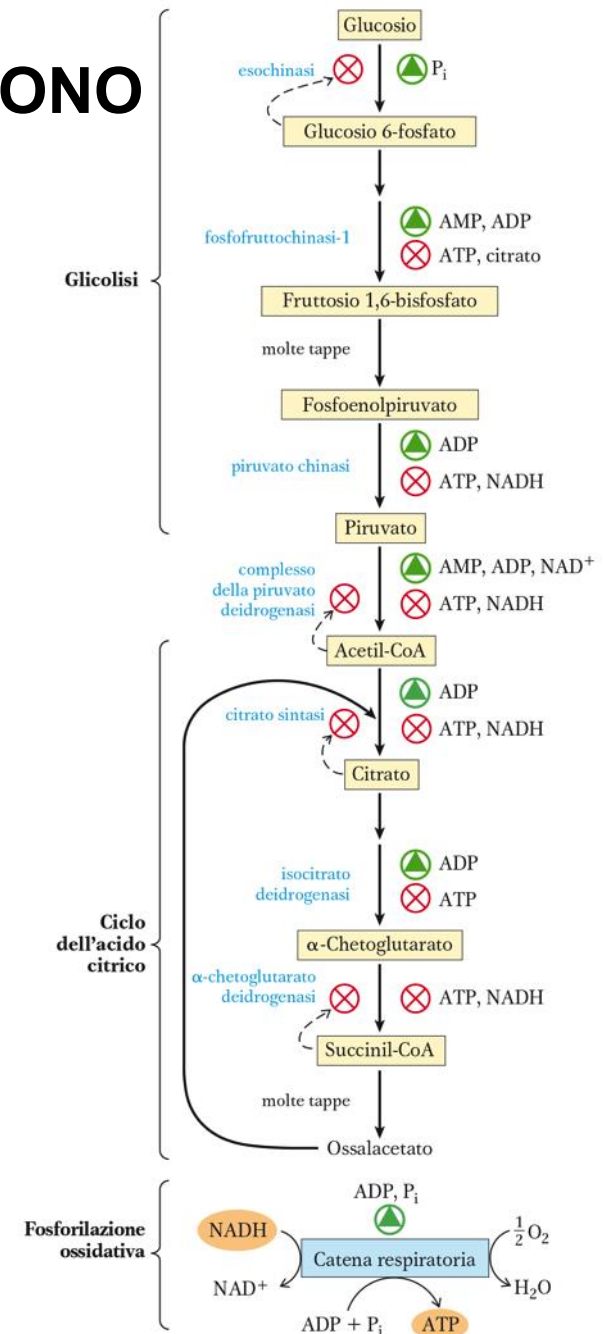 ONO
Glucosio
esochinasi
Pi
Glucosio 6-fosfato
fosfofruttochinasi-1
AMP, ADP
ATP, citrato
Glicolisi
Fruttosio 1,6-bisfosfato
molte tappe
Fosfoenolpiruvato
piruvato chinasi
ADP
ATP, NADH
Piruvato
complesso
della piruvato
deidrogenasi
AMP, ADP, NAD+
ATP, NADH
Acetil-CoA
citrato sintasi
ADP
ATP, NADH
Citrato
isocitrato
deidrogenasi
ADP
ATP
Ciclo
dell'acido
citrico
α-Chetoglutarato
α-chetoglutarato
deidrogenasi
ATP, NADH
Succinil-CoA
molte tappe
Ossalacetato
Fosforilazione
ossidativa
ADP, Pi
NADH
½O2
Catena respiratoria
NAD+
H2O
ADP + Pi
ATP